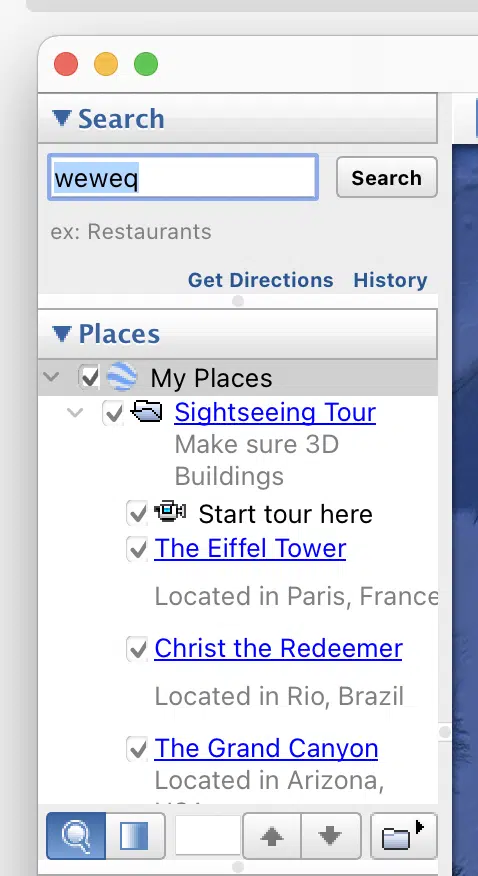 Search
weweq
Search
ex: Restaurants
Get Directions History
Places
My Places
Sightseeing Tour
Make sure 3D
Buildings
Start tour here
The Eiffel Tower
Located in Paris, France
Christ the Redeemer
Located in Rio, Brazil
The Grand Canyon
Located in Arizona,